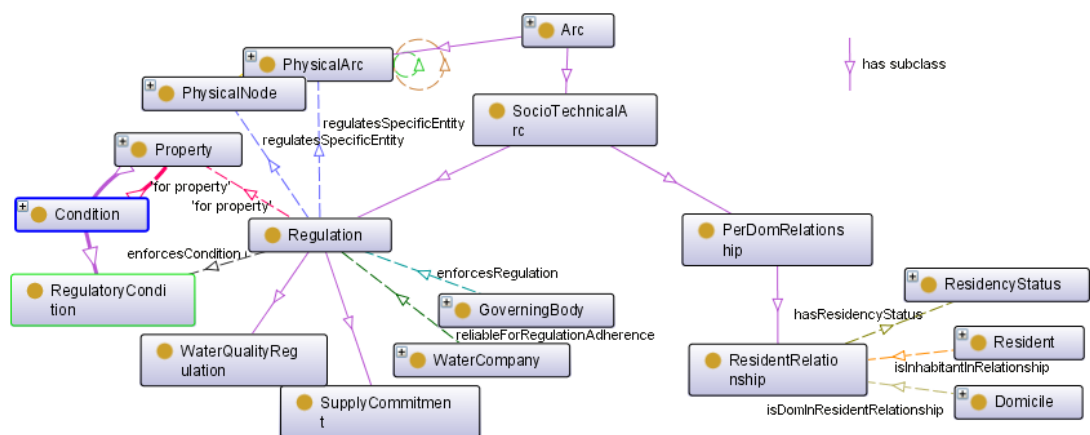 Arc
has subclass
PhysicalArc
PhysicalNode
SocioTechnicalA
rc
regulatesSpecificEntity
regulatesSpecificEntity
Property
'for property'
'for property'
Condition
Regulation
PerDomRelations
hip
enforcesCondition
enforcesRegulation
RegulatoryCondi
tion
GoverningBody
ResidencyStatus
hasResidencyStatus
reliableForRegulationAdherence
WaterQualityReg
ulation
WaterCompany
ResidentRelatio
nship
Resident
isInhabitantInRelationship
SupplyCommitmen
t
Domicile
isDomInResidentRelationship